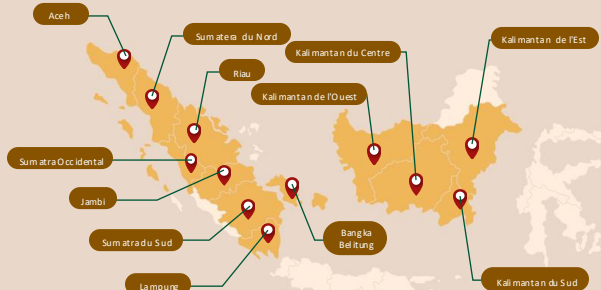 Aceh
Sumatera du Nord
Kalimantan de l'Est
Kalimantan du Centre
Riau
Kalimantan de l'Ouest
Sumatra Occidental
Jambi
Sumatra du Sud
Bangka
Belitung
Lampung
Kalimantan du Sud